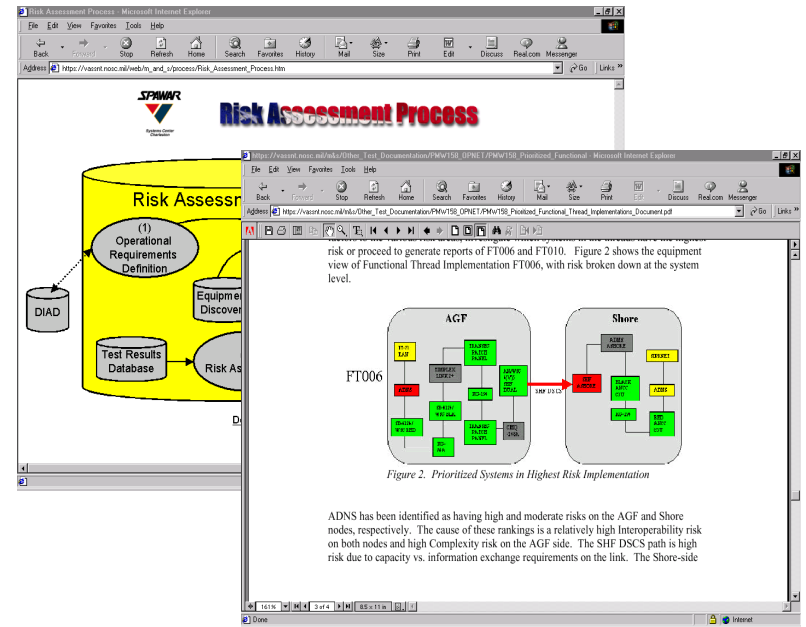 Risk Assessment Process - Microsoft Internet Explorer
File Edit View Favorites Tools Help
Back Forward Stop Refresh Home Search Favorites History Mail Size Print Edit Discuss Real.com Messenger
Address https://vassnt.nosc.mil/web/m_and_s/process/Risk_Assessment_Process.htm Go Links »
SPAWAR
Systems Center
Charleston
Risk Assessment Process
Risk Assessm
(1)
Operational
Requirements
Definition
DIAD
Equipme
Discover
Test Results
Database
Risk As
https://vassnt.nosc.mil/m&s/Other_Test_Documentation/PMW158_OPNET/PMW158_Prioritized_Functional - Microsoft Internet Explorer
File Edit View Favorites Tools Help
Back Forward Stop Refresh Home Search Favorites History Mail Size Print Edit Discuss Real.com Messenger
Address https://vassnt.nosc.mil/m&s/Other_Test_Documentation/PMW158_OPNET/PMW158_Prioritized_Functional_Thread_Implementations_Document.pdf Go Links »
risk or proceed to generate reports of FT006 and FT010. Figure 2 shows the equipment
view of Functional Thread Implementation FT006, with risk broken down at the system
level.
AGF
Shore
FT006
SHF DSCS
ADNS
Figure 2. Prioritized Systems in Highest Risk Implementation
ADNS has been identified as having high and moderate risks on the AGF and Shore
nodes, respectively. The cause of these rankings is a relatively high Interoperability risk
on both nodes and high Complexity risk on the AGF side. The SHF DSCS path is high
risk due to capacity vs. information exchange requirements on the link. The Shore-side
161% 3 of 4 8.5 x 11 in
Done Internet